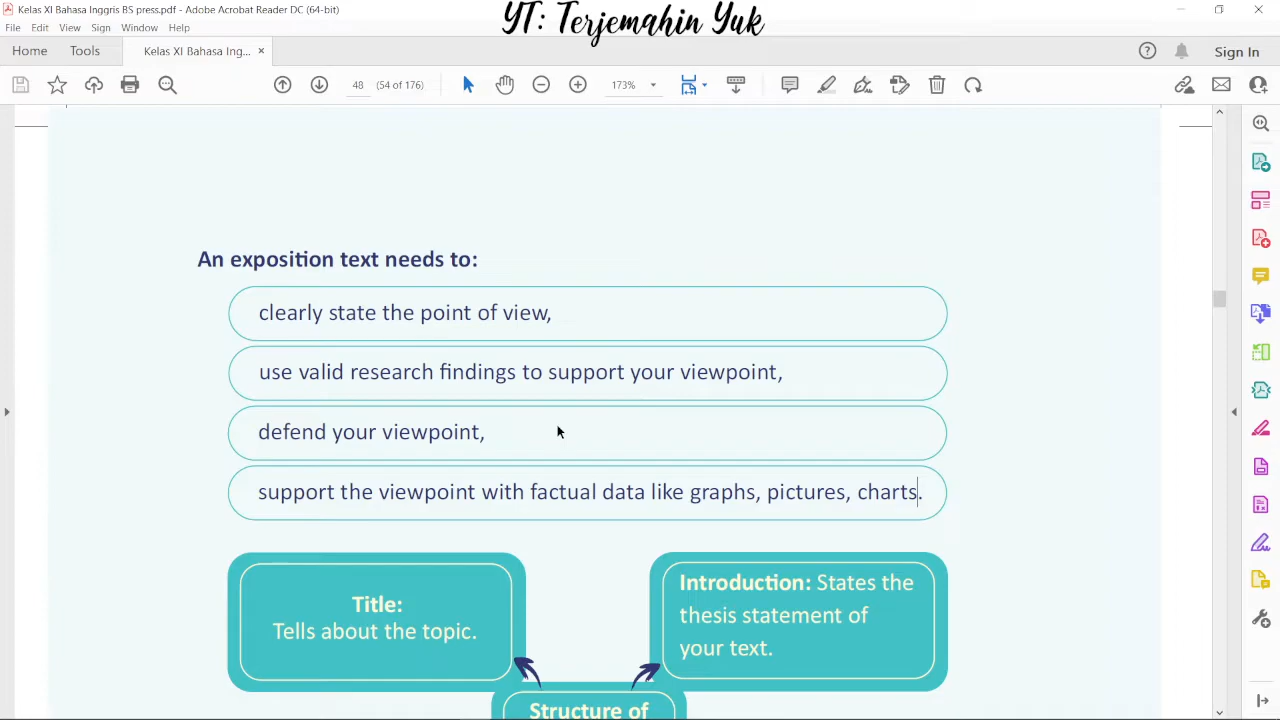 Kelas XI Bahasa Inggris BS press.pdf - Adobe Acrobat Reader DC (64-bit)
YT: Terjemahin Yuk
File Edit View Sign Window Help
Home Tools Kelas XI Bahasa Ing... × Sign In
48 (54 of 176) 173%
An exposition text needs to:
clearly state the point of view,
use valid research findings to support your viewpoint,
defend your viewpoint,
support the viewpoint with factual data like graphs, pictures, charts.
Title:
Tells about the topic.
Introduction: States the
thesis statement of
your text.
Structure of